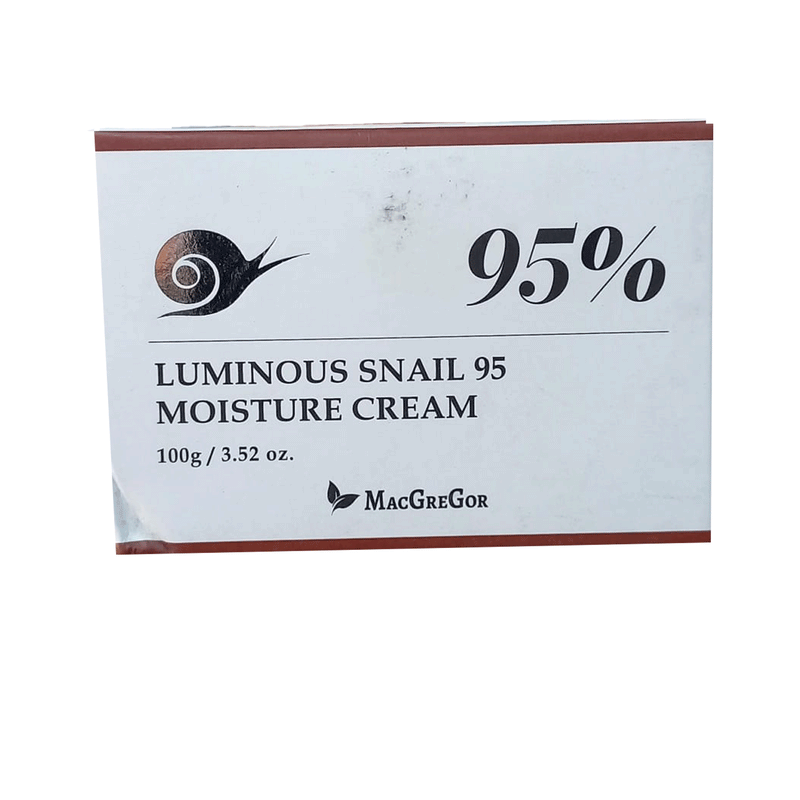 95%
LUMINOUS SNAIL 95
MOISTURE CREAM
100g / 3.52 oz.
MACGREGOR